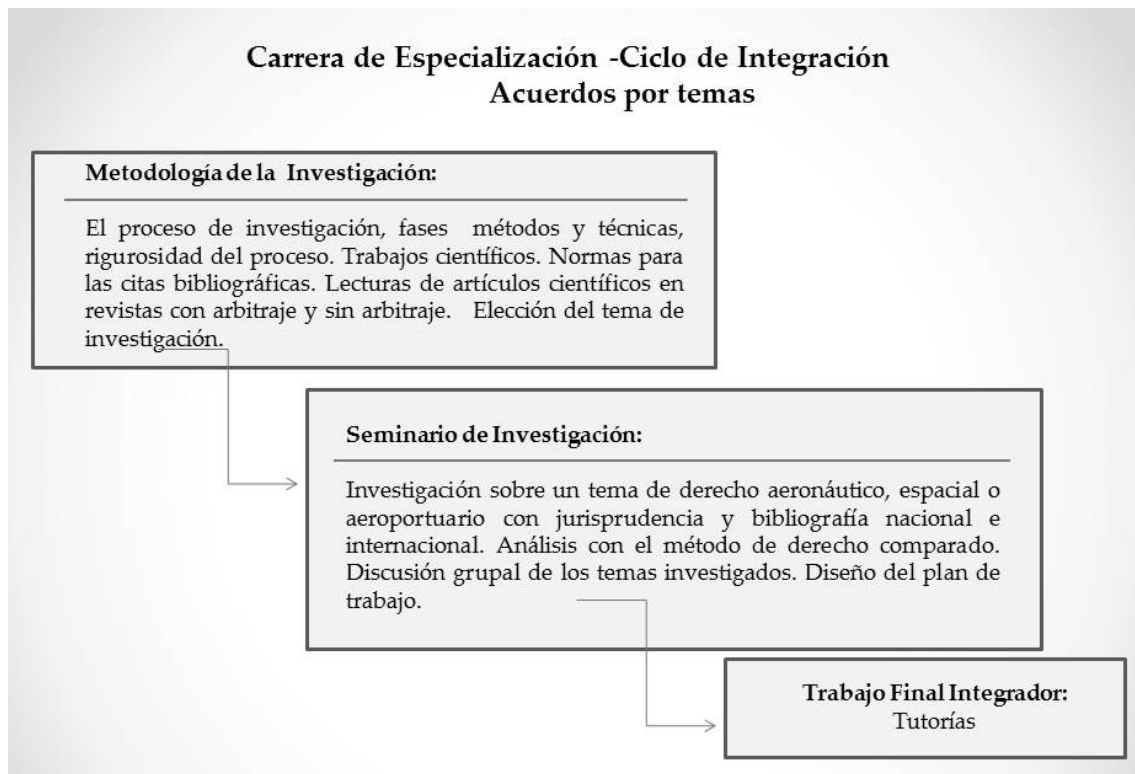 Carrera de Especialización -Ciclo de Integración
Acuerdos por temas
Metodología de la Investigación:
El proceso de investigación, fases métodos y técnicas,
rigurosidad del proceso. Trabajos científicos. Normas para
las citas bibliográficas. Lecturas de artículos científicos en
revistas con arbitraje y sin arbitraje. Elección del tema de
investigación.
Seminario de Investigación:
Investigación sobre un tema de derecho aeronáutico, espacial o
aeroportuario con jurisprudencia y bibliografía nacional e
internacional. Análisis con el método de derecho comparado.
Discusión grupal de los temas investigados. Diseño del plan de
trabajo.
Trabajo Final Integrador:
Tutorías